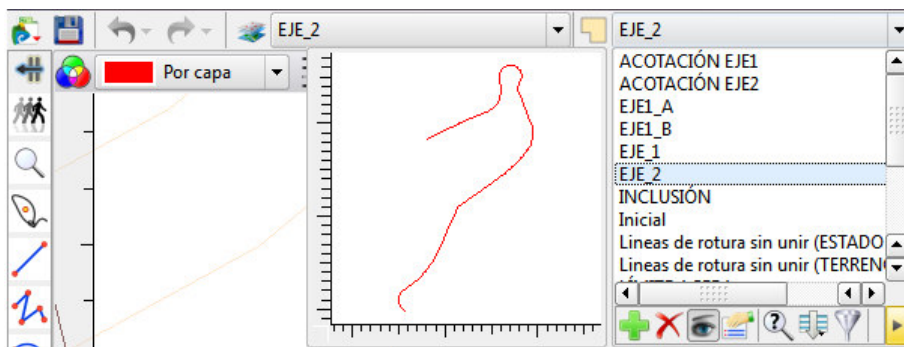 EJE_2
EJE_2
Por capa
ACOTACIÓN EJE1
ACOTACIÓN EJE2
EJE1_A
EJE1_B
EJE_1
EJE_2
INCLUSIÓN
Inicial
Lineas de rotura sin unir (ESTADO
Lineas de rotura sin unir (TERREN